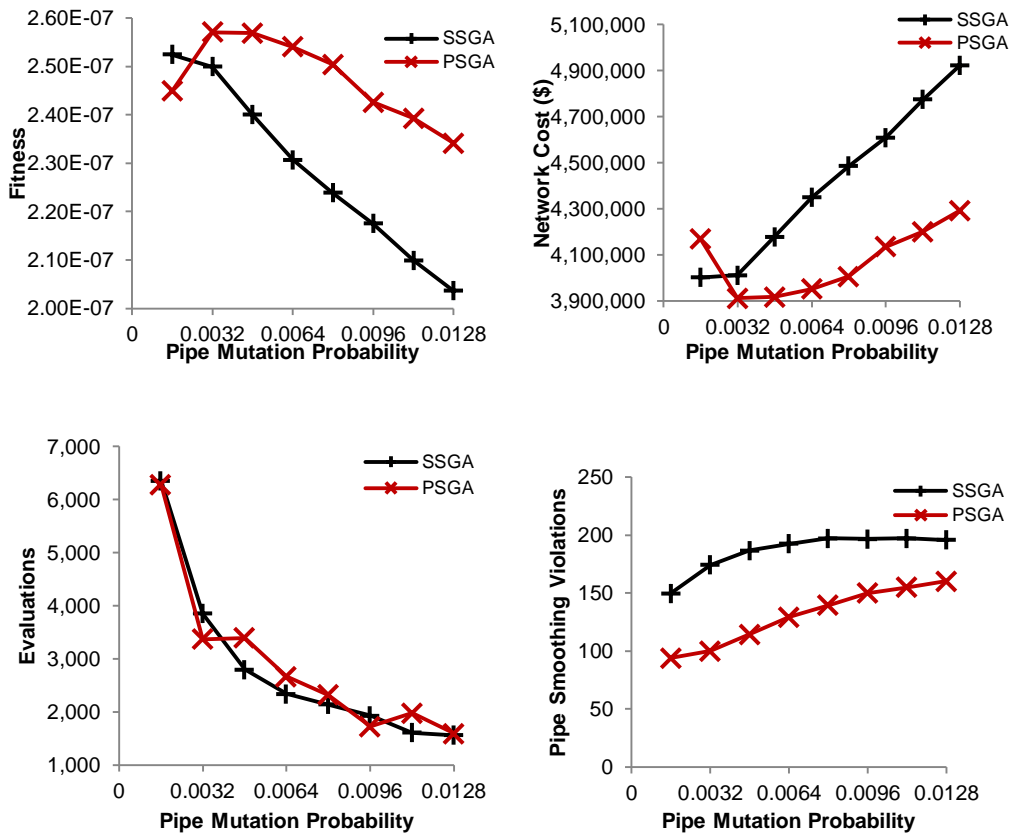 2.60E-07
2.50E-07
2.40E-07
2.30E-07
2.20E-07
2.10E-07
2.00E-07
Fitness
SSGA
PSGA
0 0.0032 0.0064 0.0096 0.0128
Pipe Mutation Probability
5,100,000
4,900,000
4,700,000
4,500,000
4,300,000
4,100,000
3,900,000
Network Cost ($)
SSGA
PSGA
0 0.0032 0.0064 0.0096 0.0128
Pipe Mutation Probability
7,000
6,000
5,000
4,000
3,000
2,000
1,000
Evaluations
SSGA
PSGA
0 0.0032 0.0064 0.0096 0.0128
Pipe Mutation Probability
250
200
150
100
50
0
Pipe Smoothing Violations
SSGA
PSGA
0 0.0032 0.0064 0.0096 0.0128
Pipe Mutation Probability